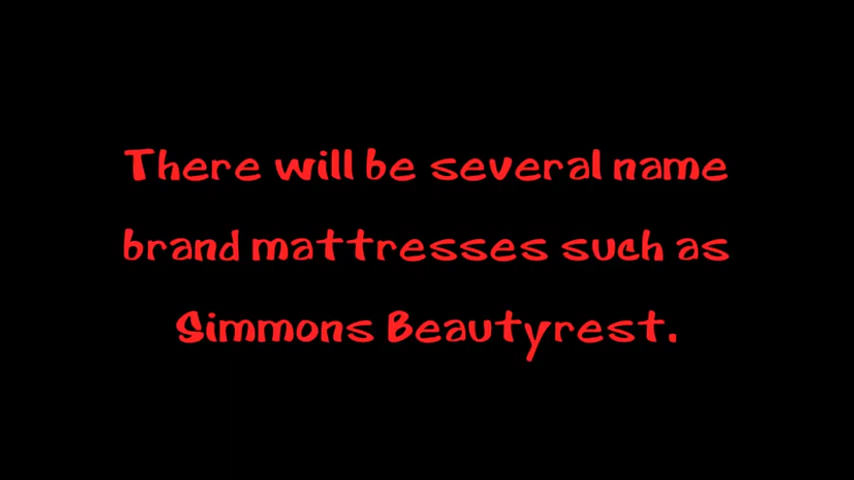 There will be several name
brand mattresses such as
Simmons Beautyrest.